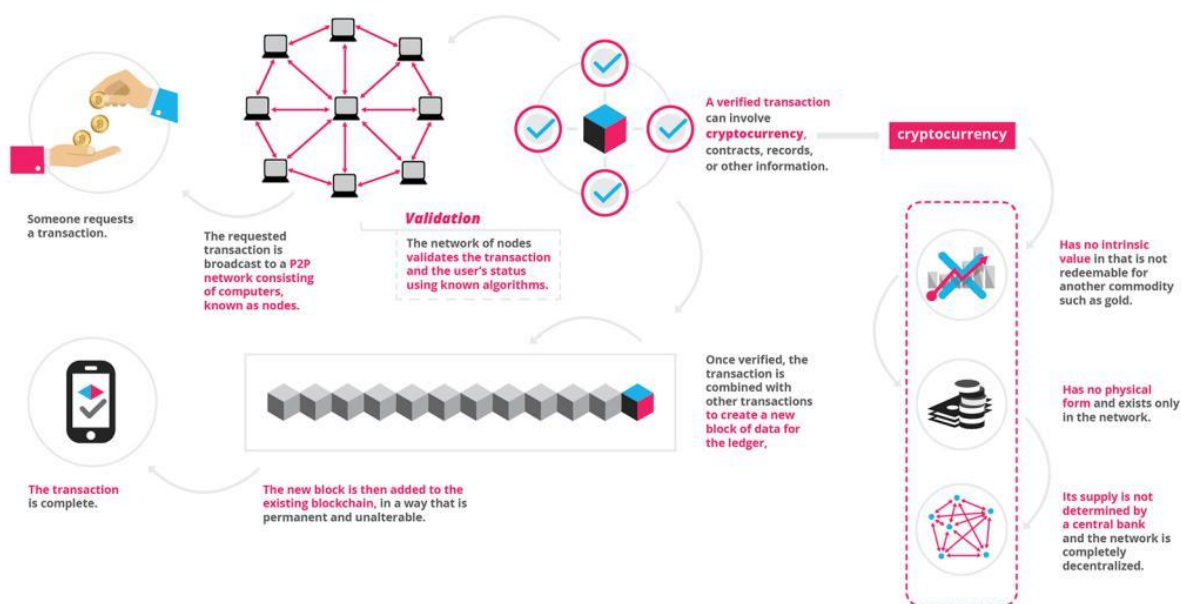 Someone requests
a transaction.
The requested
transaction is
broadcast to a P2P
network consisting
of computers,
known as nodes.
Validation
The network of nodes
validates the transaction
and the user's status
using known algorithms.
A verified transaction
can involve
cryptocurrency,
contracts, records,
or other information.
cryptocurrency
Has no intrinsic
value in that is not
redeemable for
another commodity
such as gold.
Has no physical
form and exists only
in the network.
Its supply is not
determined by
a central bank
and the network is
completely
decentralized.
Once verified, the
transaction is
combined with
other transactions
to create a new
block of data for
the ledger,
The new block is then added to the
existing blockchain, in a way that is
permanent and unalterable.
The transaction
is complete.